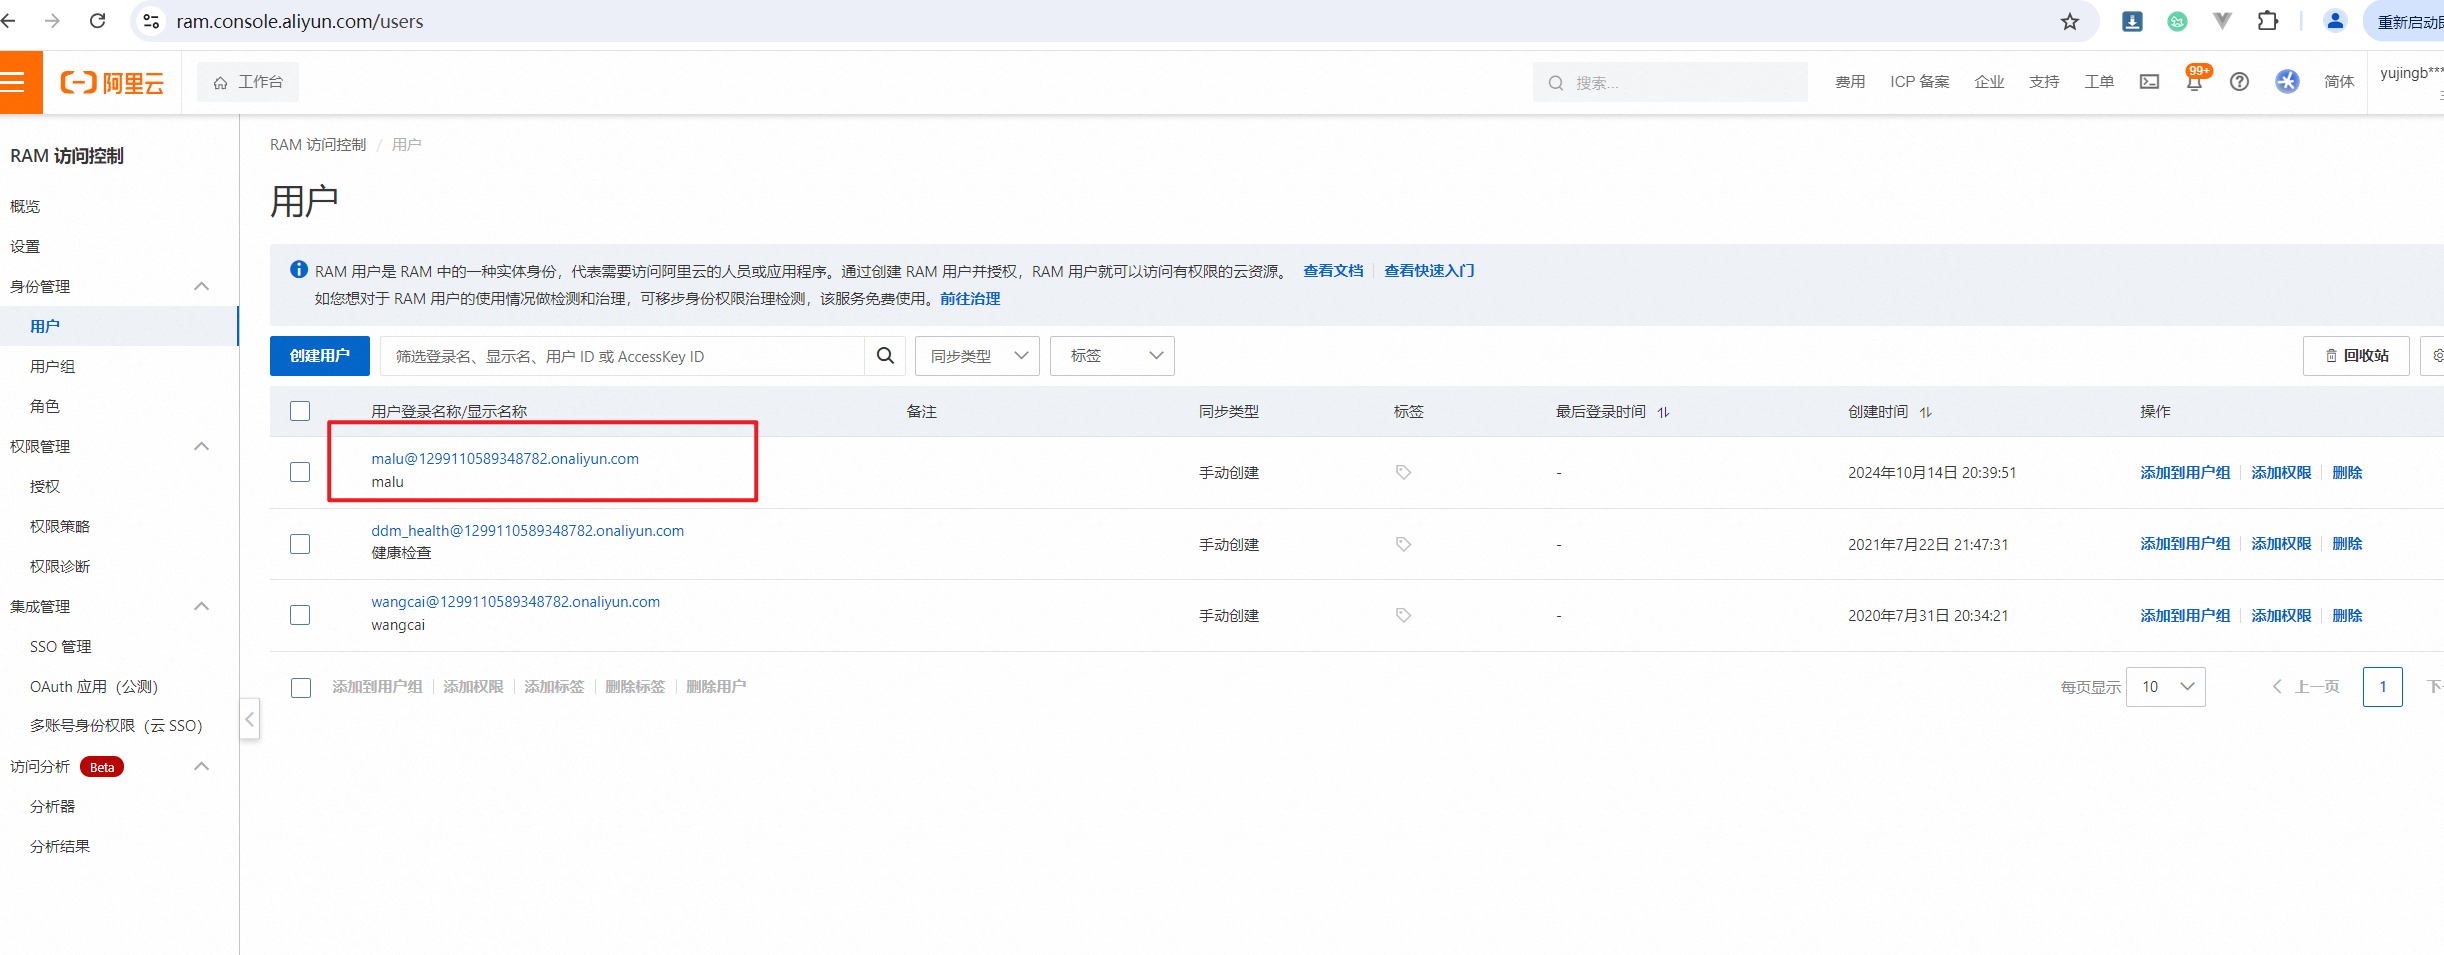 ram.console.aliyun.com/users
重新启动即
阿里云
工作台
搜索...
费用
ICP 备案
企业
支持
工单
99+
简体
yujingb***
RAM 访问控制
概览
设置
身份管理
用户
用户组
角色
权限管理
授权
权限策略
权限诊断
集成管理
SSO 管理
OAuth 应用（公测）
多账号身份权限（云 SSO）
访问分析 Beta
分析器
分析结果
RAM 访问控制 / 用户
用户
RAM 用户是 RAM 中的一种实体身份，代表需要访问阿里云的人员或应用程序。通过创建 RAM 用户并授权，RAM 用户就可以访问有权限的云资源。 查看文档 查看快速入门
如您想对于 RAM 用户的使用情况做检测和治理，可移步身份权限治理检测，该服务免费使用。前往治理
创建用户
筛选登录名、显示名、用户 ID 或 AccessKey ID
同步类型
标签
回收站
用户登录名称/显示名称 备注 同步类型 标签 最后登录时间 创建时间 操作
malu@1299110589348782.onaliyun.com
malu
手动创建 - 2024年10月14日 20:39:51 添加到用户组 添加权限 删除
ddm_health@1299110589348782.onaliyun.com
健康检查
手动创建 - 2021年7月22日 21:47:31 添加到用户组 添加权限 删除
wangcai@1299110589348782.onaliyun.com
wangcai
手动创建 - 2020年7月31日 20:34:21 添加到用户组 添加权限 删除
添加到用户组 添加权限 添加标签 删除标签 删除用户
每页显示 10 上一页 1 下